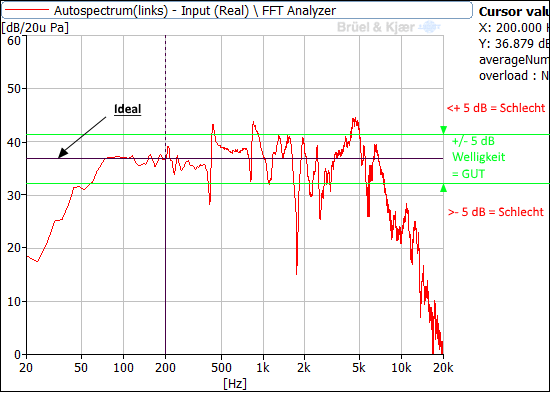 Autospectrum(links) - Input (Real) \ FFT Analyzer
Cursor valu
[dB/20u Pa]
Brüel & Kjær
X: 200.000 H
Y: 36.879 dB
averageNum
overload : N
60
50
40
30
20
10
0
Ideal
<+ 5 dB = Schlecht
+/- 5 dB
Welligkeit
= GUT
>- 5 dB = Schlecht
20 50 100 200 500 1k 2k 5k 10k 20k
[Hz]